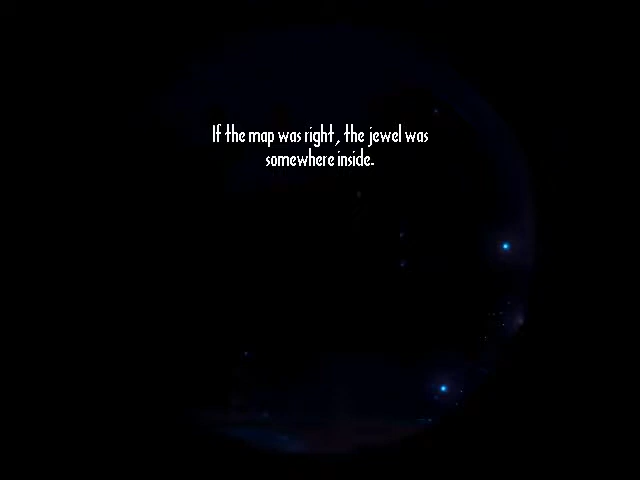 If the map was right, the jewel was
somewhere inside.